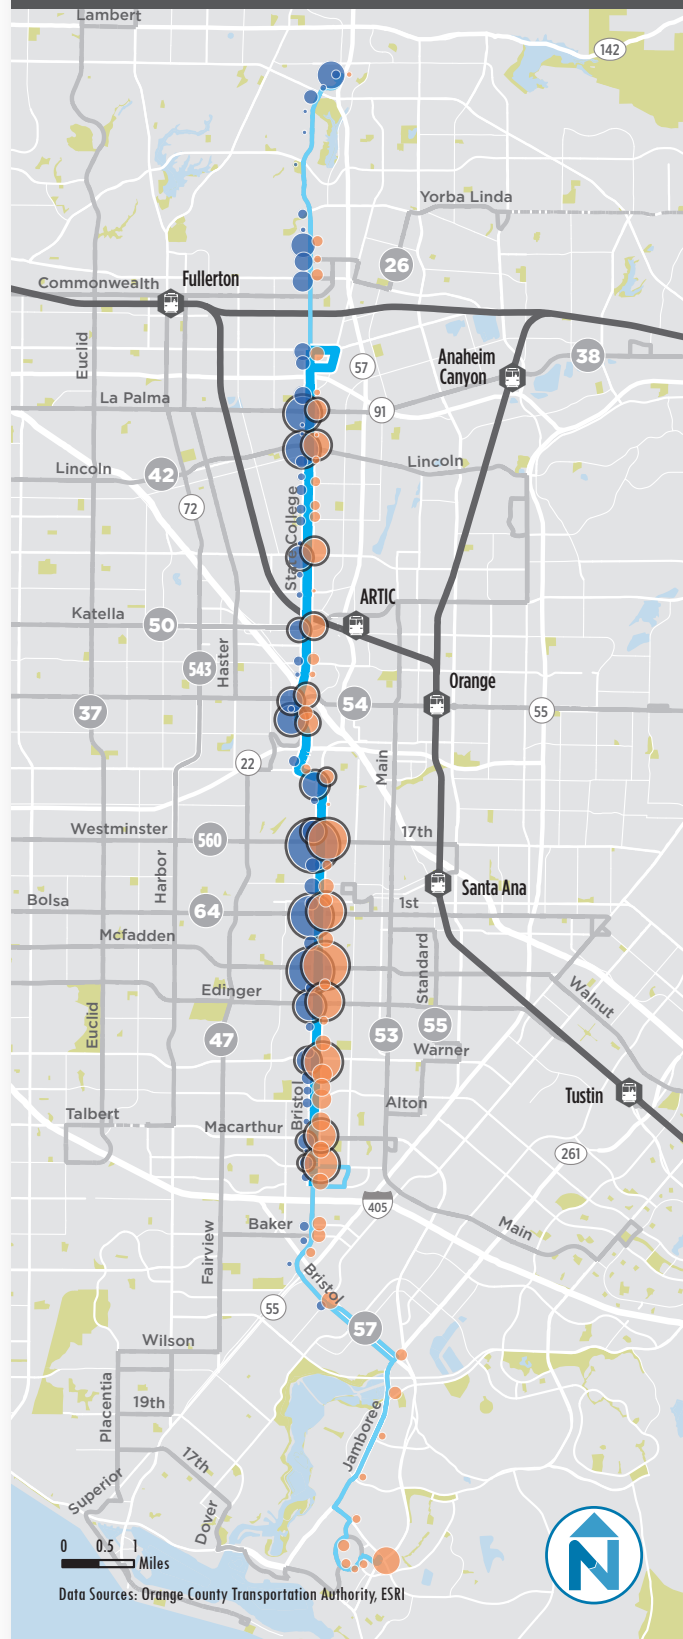 Lambert
142
Yorba Linda
26
Commonwealth
Fullerton
Euclid
57
Anaheim
Canyon
38
La Palma
91
Lincoln
42
Lincoln
72
State College
ARTIC
Katella
50
Haster
543
Orange
37
54
55
22
Main
Westminster
560
17th
Harbor
Santa Ana
Bolsa
64
1st
Mcfadden
Standard
Edinger
Walnut
Euclid
47
53
55
Warner
Tustin
Bristol
Alton
Talbert
Macarthur
261
405
Baker
Main
Fairview
Bristol
55
57
Wilson
Placentia
19th
Jamboree
17th
Superior
Dover
0 0.5 1
Miles
N
Data Sources: Orange County Transportation Authority, ESRI